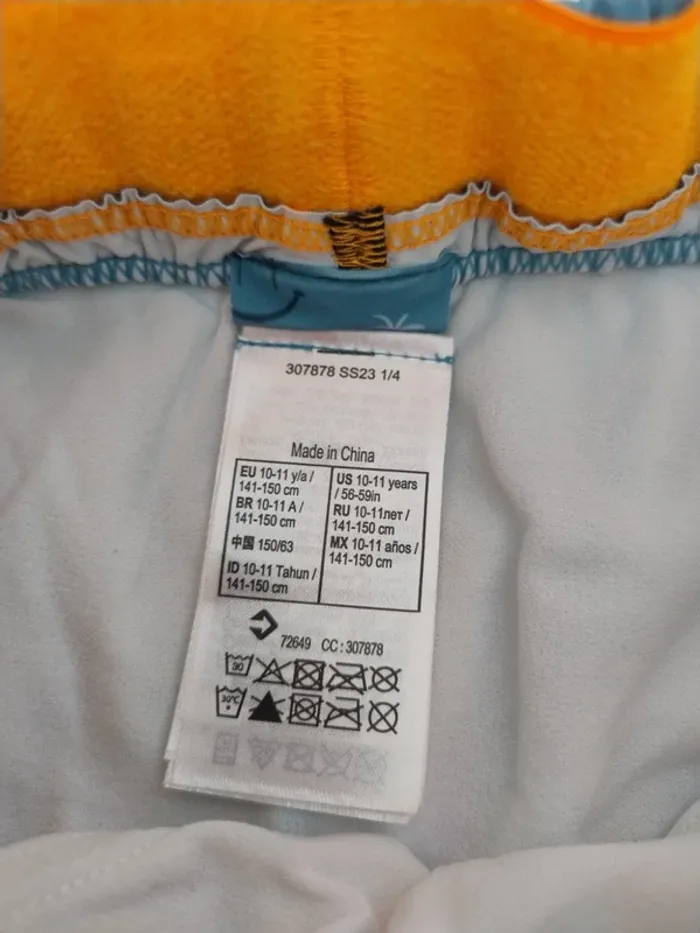 307878 SS23 1/4
Made in China
EU 10-11 y/a /
141-150 cm
BR 10-11 A /
141-150 cm
中国 150/63
ID 10-11 Tahun /
141-150 cm
US 10-11 years
/ 56-59in
RU 10-11лет /
141-150 cm
MX 10-11 años /
141-150 cm
72649 CC: 307878
30
30°C